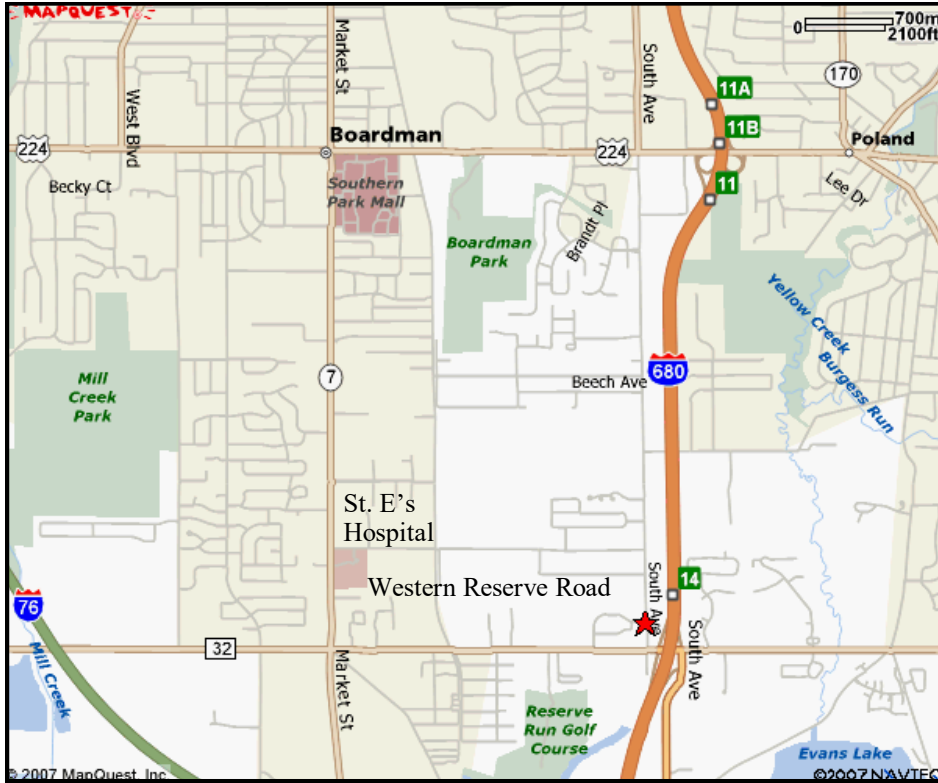 MAPQUEST
0 700m
2100ft
Market St
South Ave
170
11A
West Blvd
11B
224
Boardman
224
Poland
Becky Ct
Southern
Park Mall
11
Lee Dr
Boardman
Park
Brandt Pl
Yellow Creek
Burgess Run
7
680
Beech Ave
Mill
Creek
Park
St. E's
Hospital
14
Western Reserve Road
South Ave
76
32
Mill Creek
Market St
South Ave
Reserve
Run Golf
Course
Evans Lake
© 2007 MapQuest, Inc
©2007 NAVTEQ